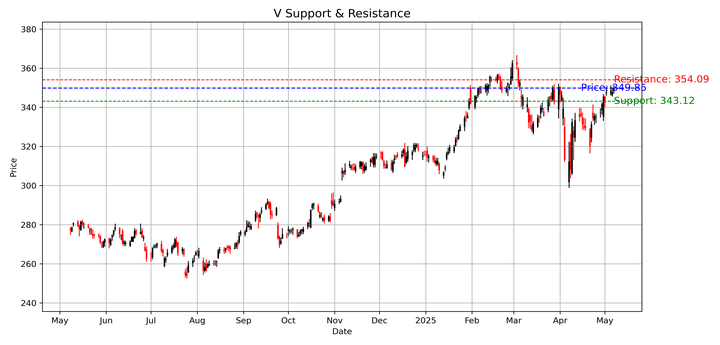 V Support & Resistance
380
360
340
320
300
280
260
240
Price
Resistance: 354.09
Price: 349.85
Support: 343.12
May Jun Jul Aug Sep Oct Nov Dec 2025 Feb Mar Apr May
Date